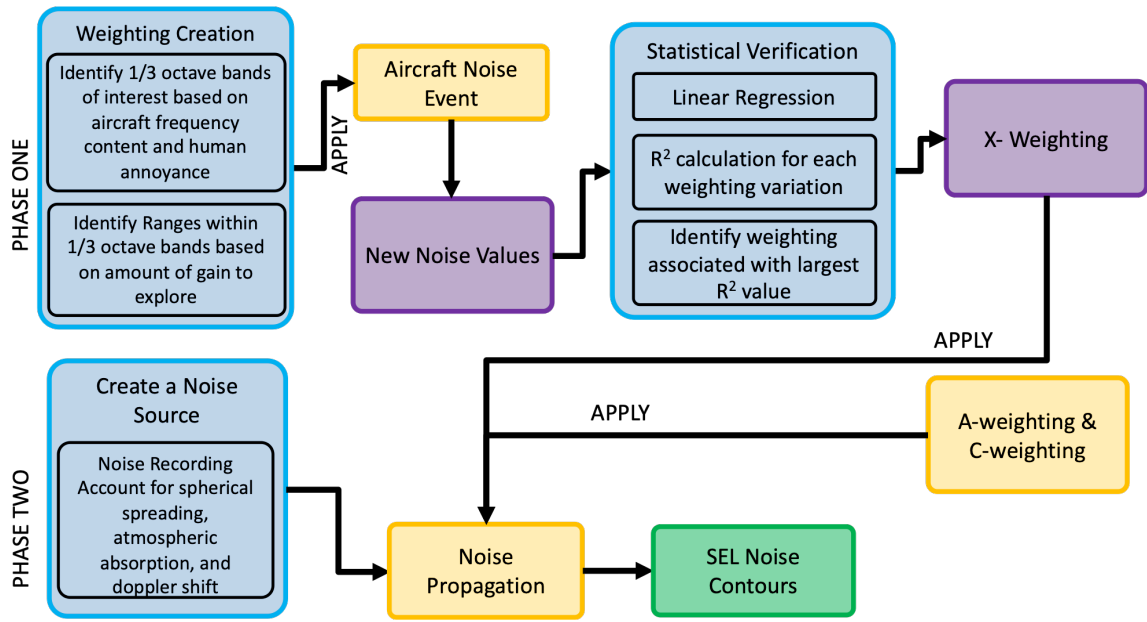 PHASE ONE
Weighting Creation
Identify 1/3 octave bands
of interest based on
aircraft frequency
content and human
annoyance
Identify Ranges within
1/3 octave bands based
on amount of gain to
explore
APPLY
Aircraft Noise
Event
New Noise Values
Statistical Verification
Linear Regression
R² calculation for each
weighting variation
Identify weighting
associated with largest
R² value
X- Weighting
APPLY
PHASE TWO
Create a Noise
Source
Noise Recording
Account for spherical
spreading,
atmospheric
absorption, and
doppler shift
APPLY
A-weighting &
C-weighting
Noise
Propagation
SEL Noise
Contours